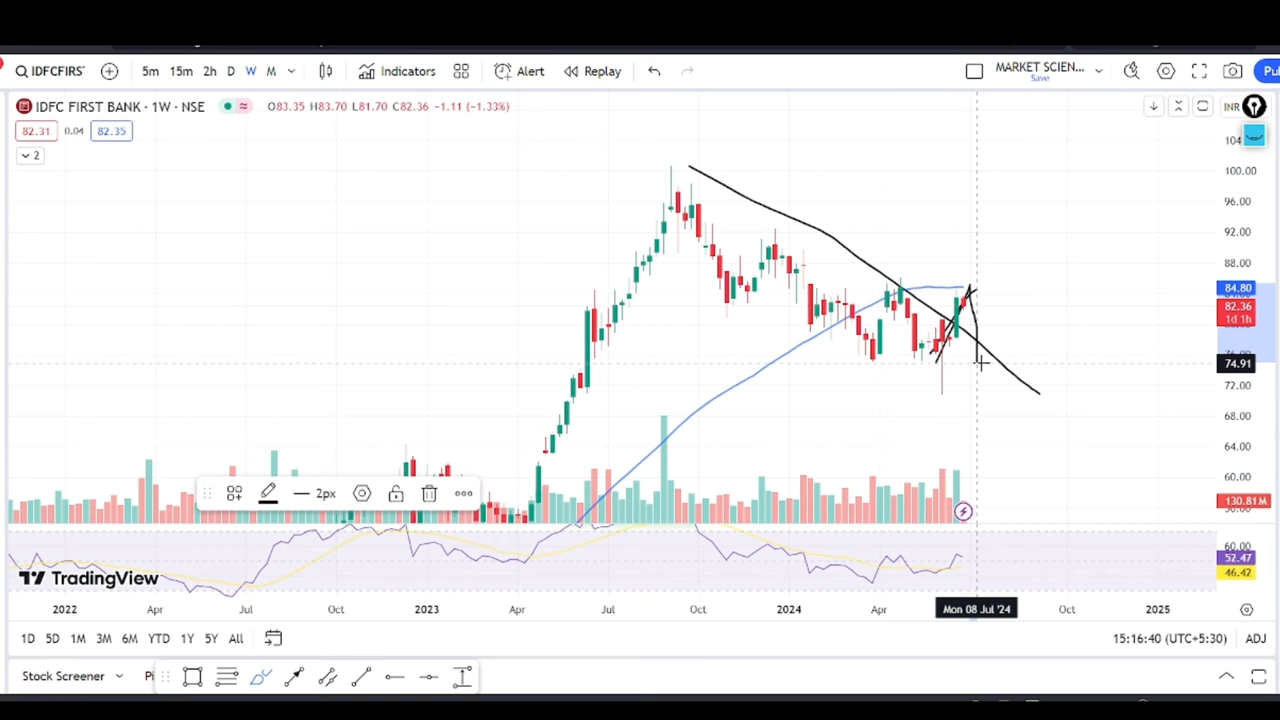 IDFCFIRS 5m 15m 2h D W M Indicators Alert Replay MARKET SCIEN... Save Pu
IDFC FIRST BANK · 1W · NSE O83.35 H83.70 L81.70 C82.36 −1.11 (−1.33%) INR
82.31 0.04 82.35
2
100.00
96.00
92.00
88.00
84.80
82.36
1d 1h
74.91
72.00
68.00
64.00
60.00
2px
130.81M
60.00
52.47
46.42
TradingView
2022 Apr Jul Oct 2023 Apr Jul Oct 2024 Apr Mon 08 Jul '24 Oct 2025
1D 5D 1M 3M 6M YTD 1Y 5Y All 15:16:40 (UTC+5:30) ADJ
Stock Screener